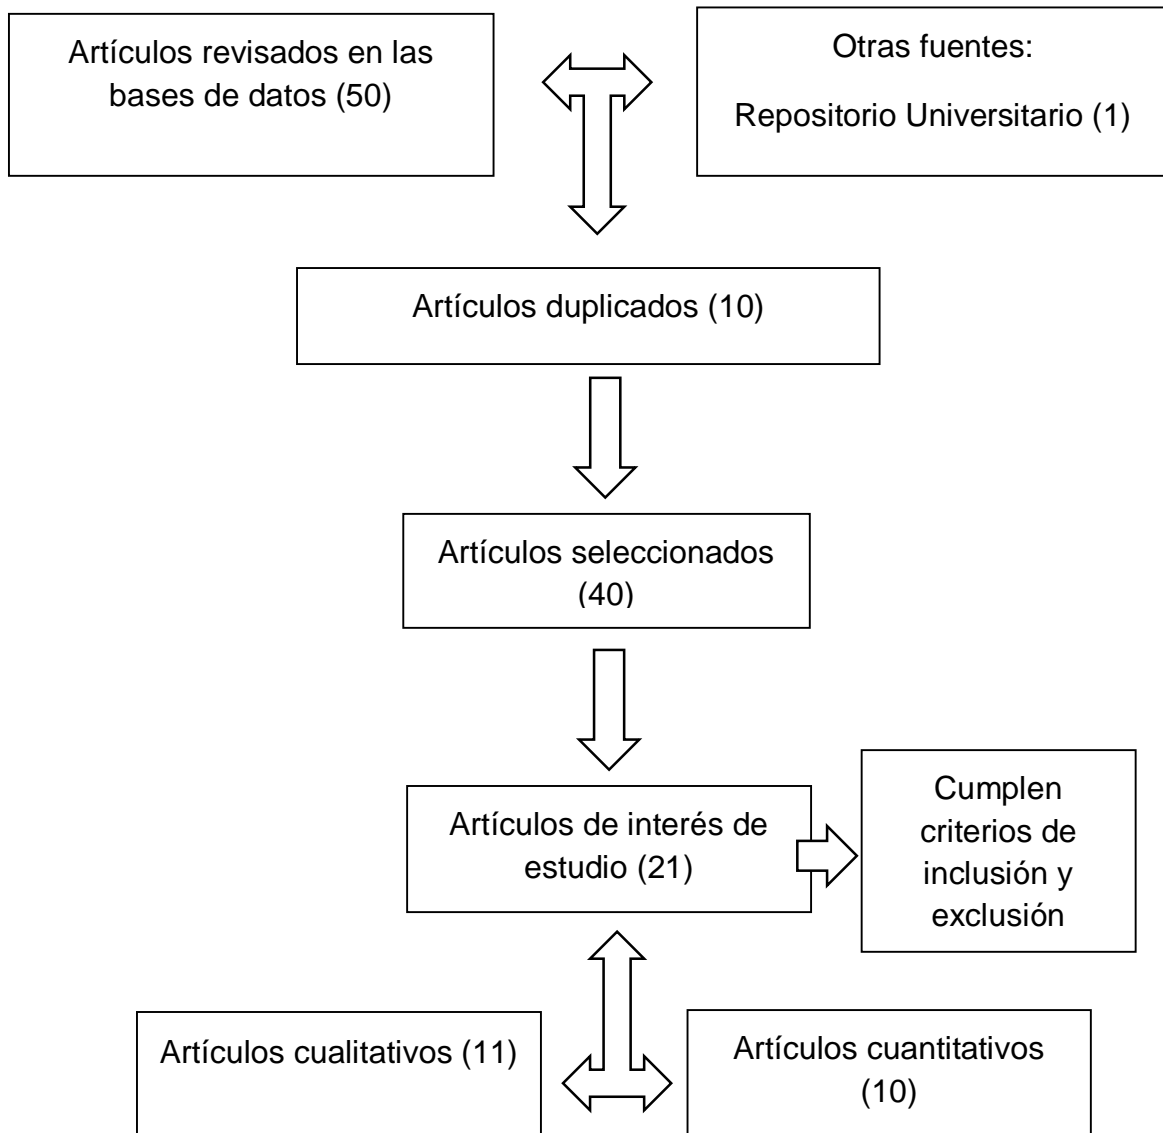 Artículos revisados en las
bases de datos (50)
Otras fuentes:
Repositorio Universitario (1)
Artículos duplicados (10)
Artículos seleccionados
(40)
Artículos de interés de
estudio (21)
Cumplen
criterios de
inclusión y
exclusión
Artículos cualitativos (11)
Artículos cuantitativos
(10)